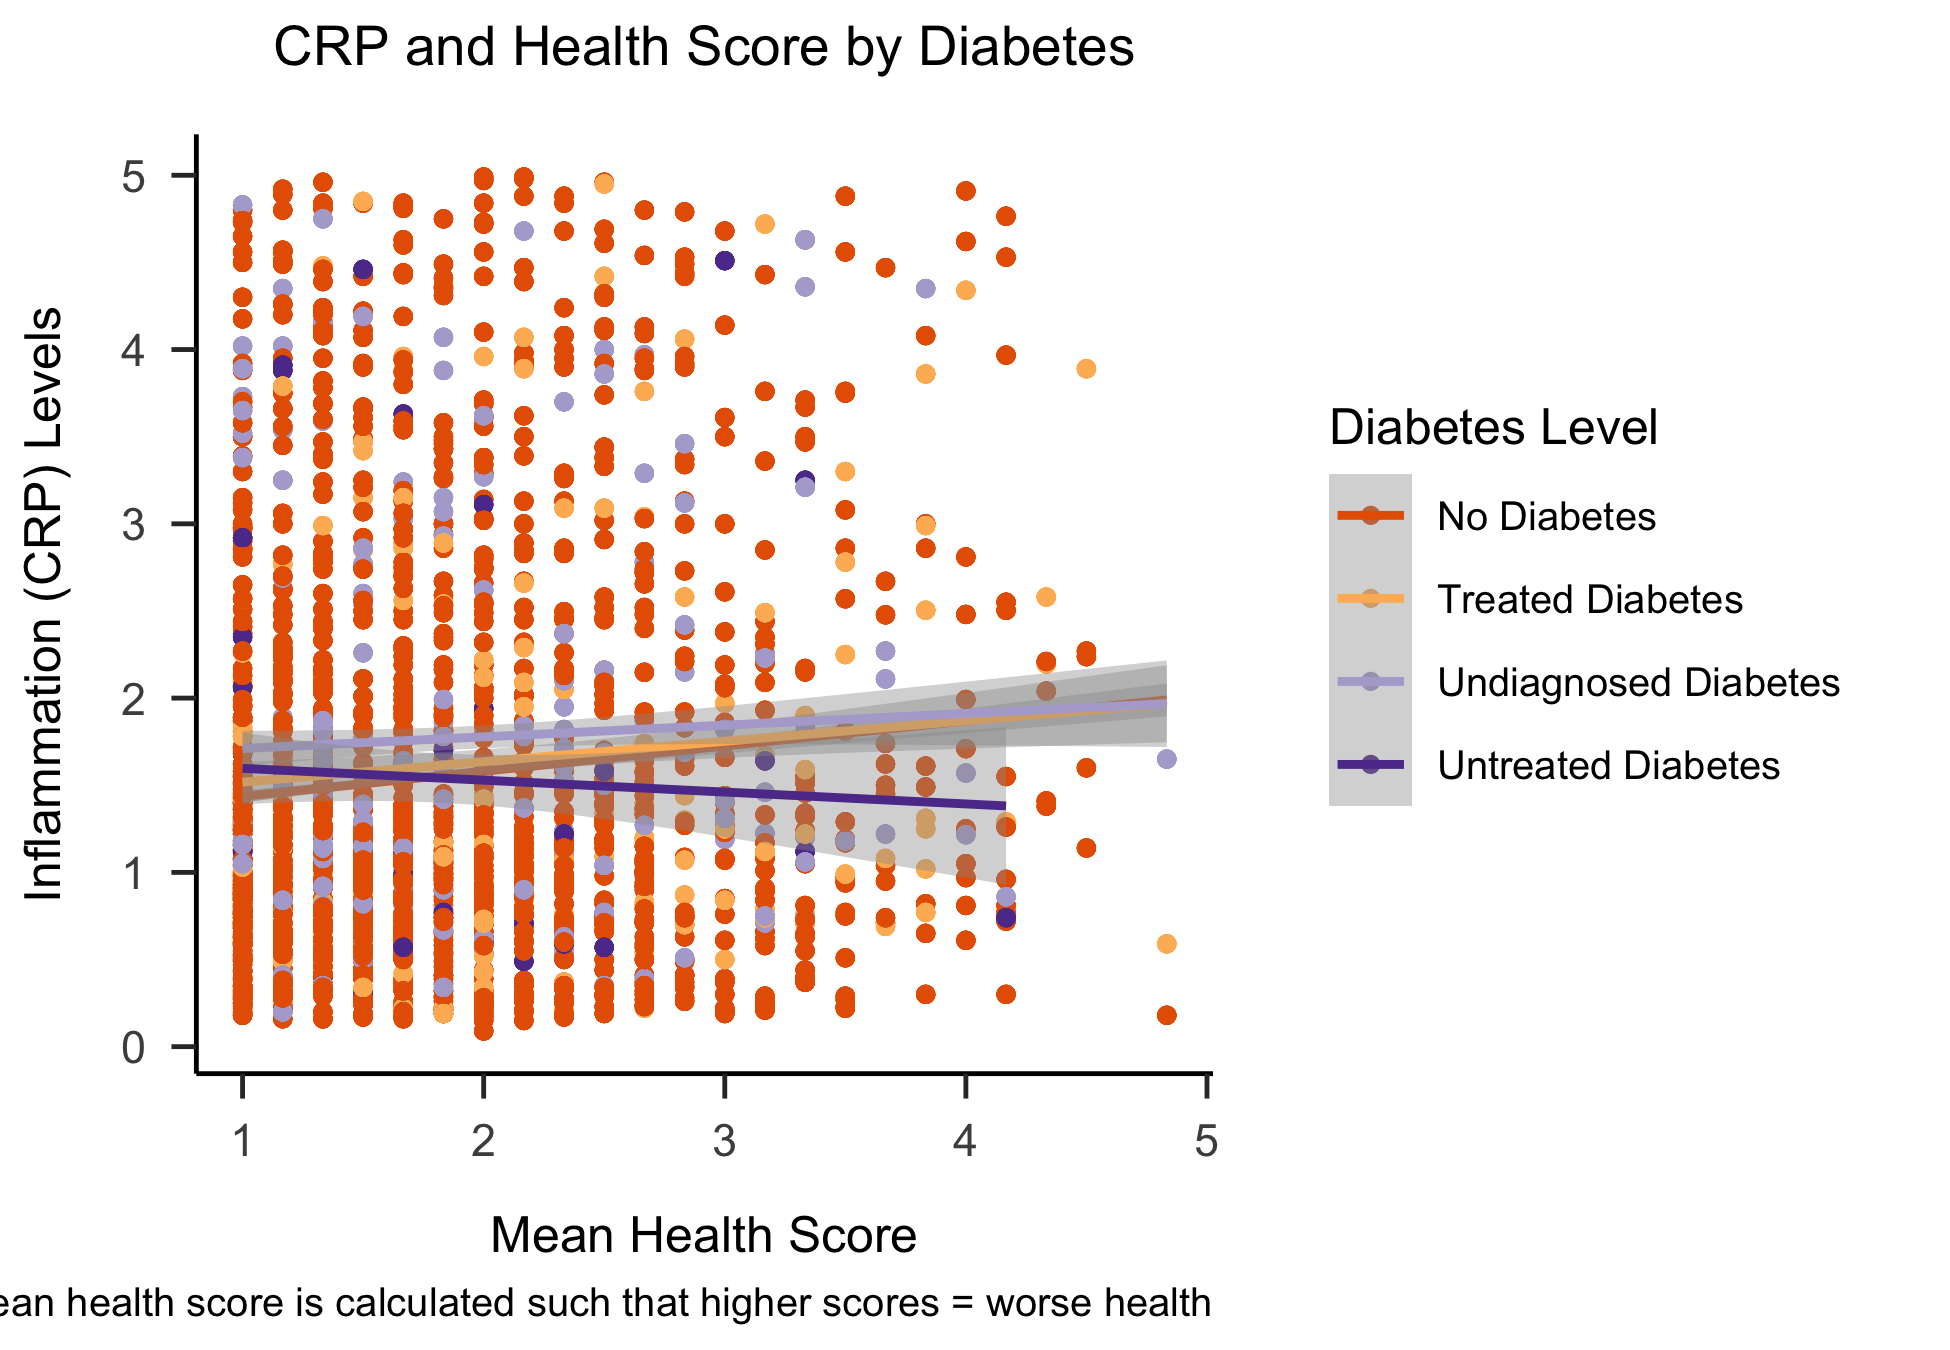 CRP and Health Score by Diabetes
Inflammation (CRP) Levels
5
4
3
2
1
0
1 2 3 4 5
Mean Health Score
health score is calculated such that higher scores = worse health
Diabetes Level
No Diabetes
Treated Diabetes
Undiagnosed Diabetes
Untreated Diabetes